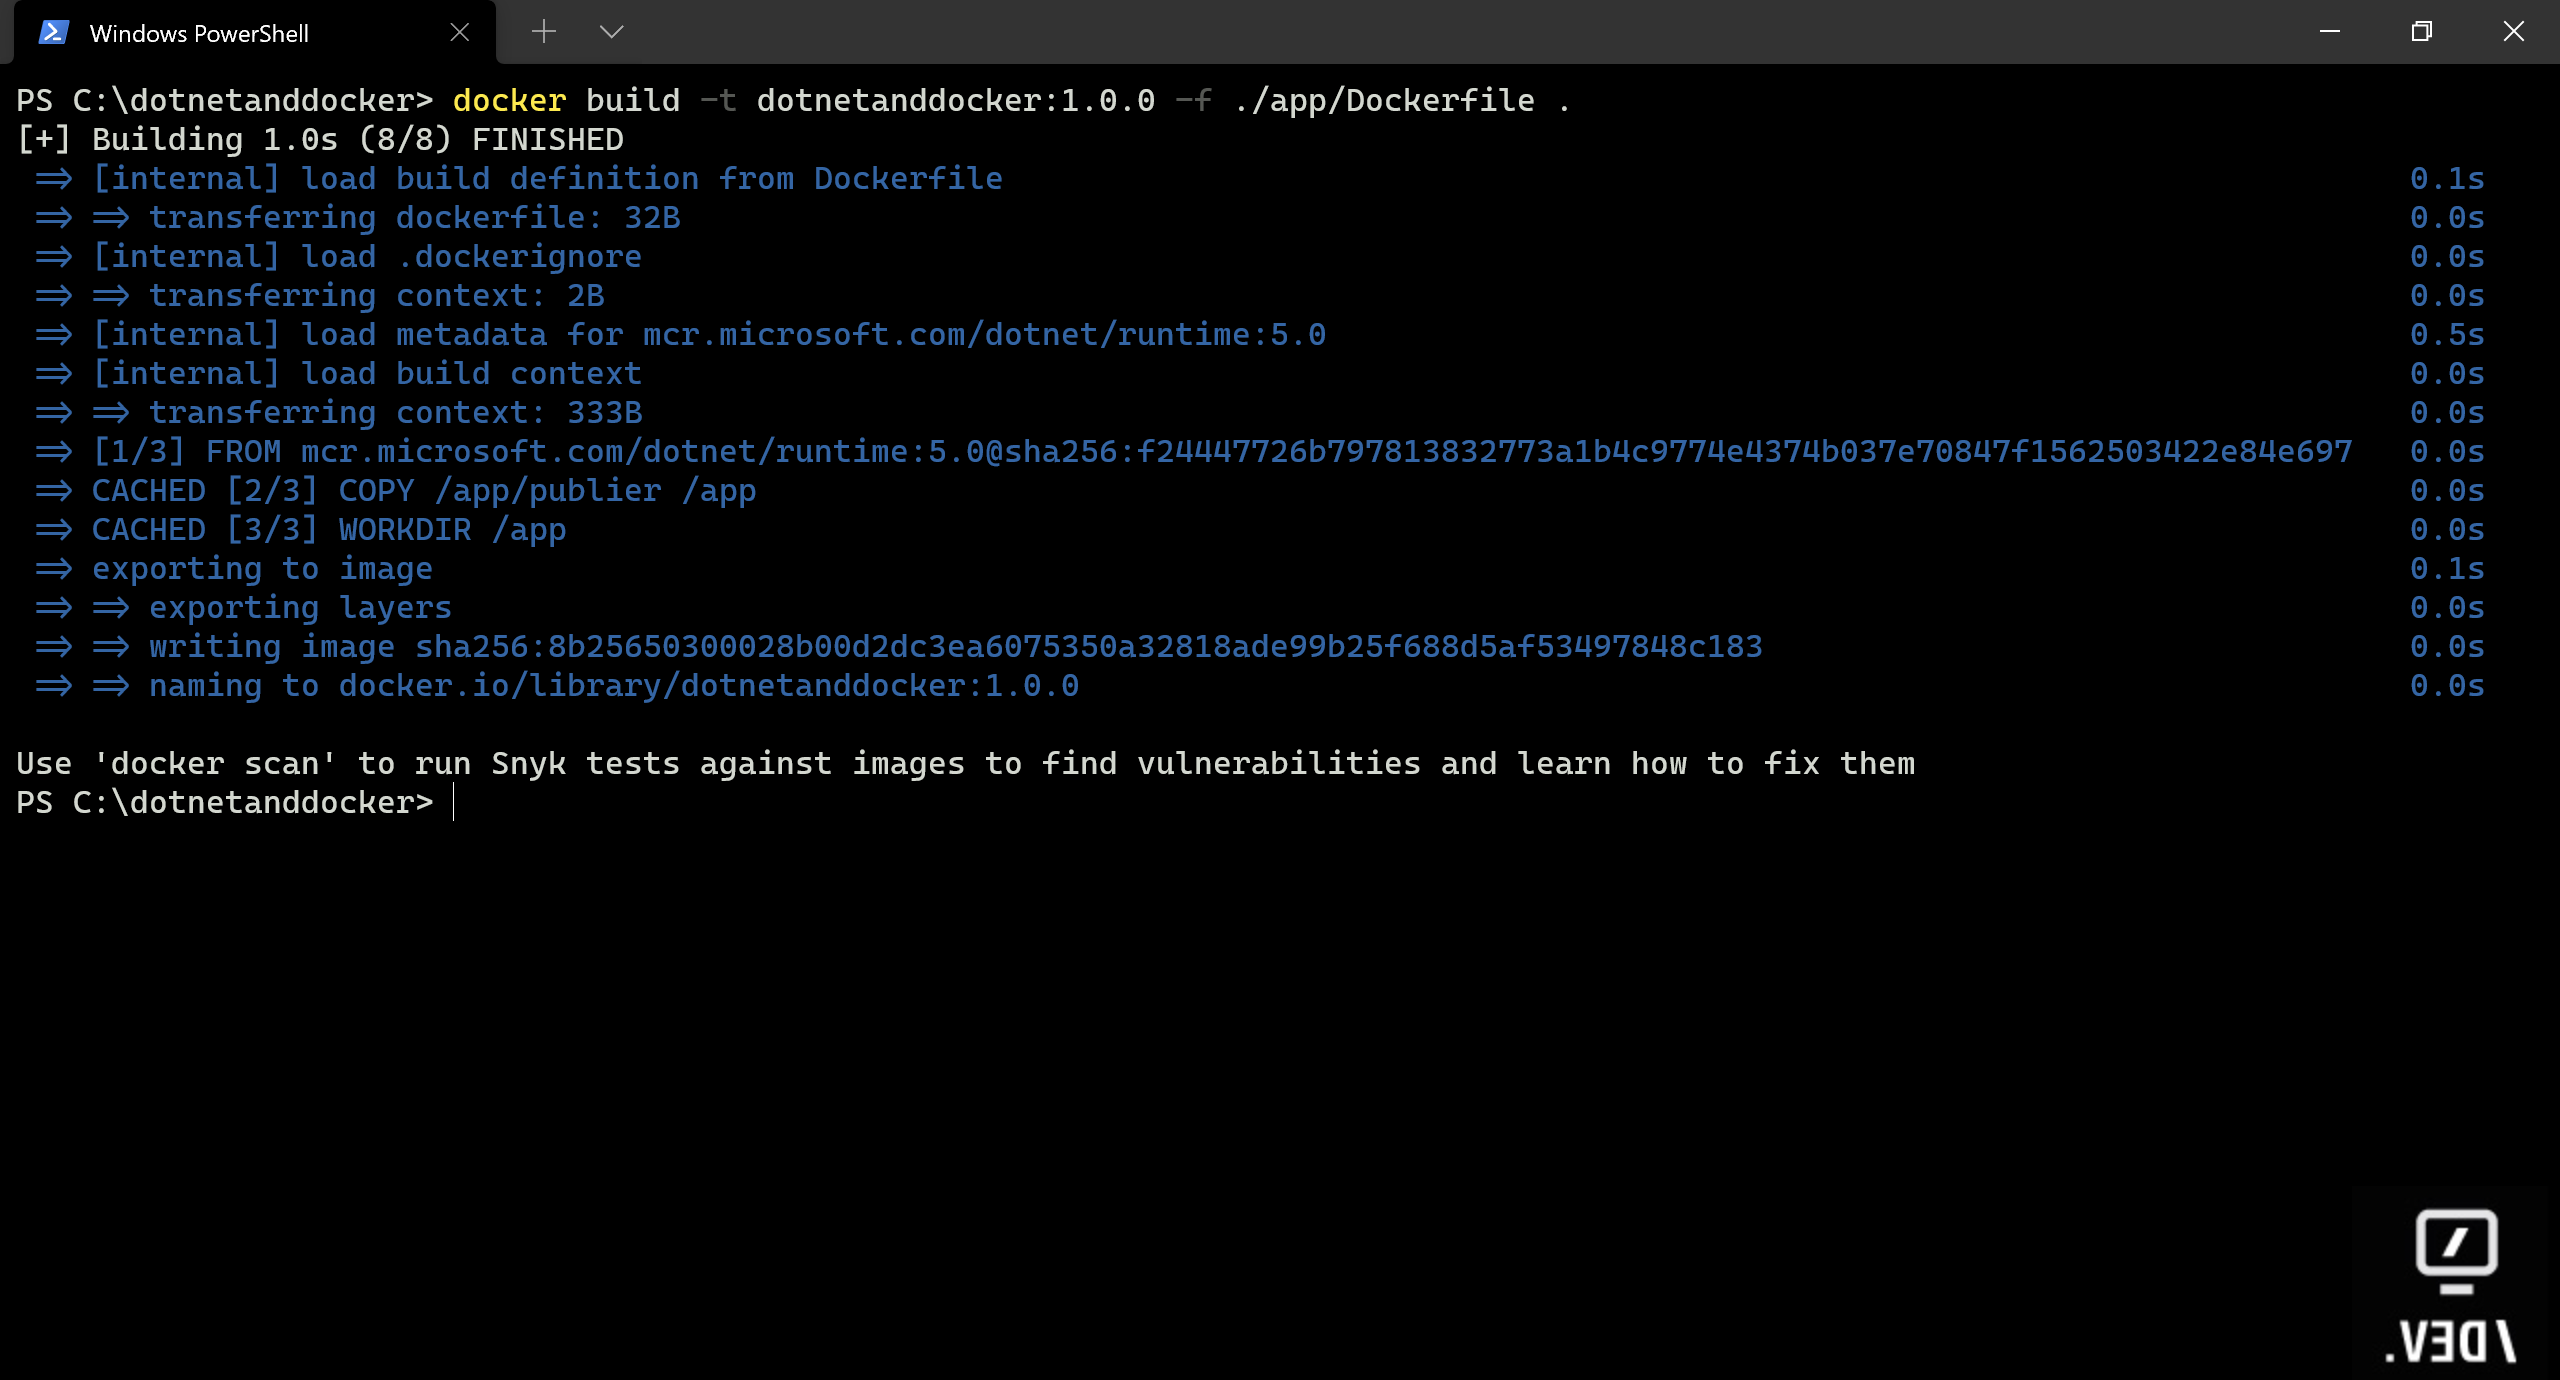 Windows PowerShell
PS C:\dotnetanddocker> docker build -t dotnetanddocker:1.0.0 -f ./app/Dockerfile .
[+] Building 1.0s (8/8) FINISHED
=> [internal] load build definition from Dockerfile 0.1s
=> => transferring dockerfile: 32B 0.0s
=> [internal] load .dockerignore 0.0s
=> => transferring context: 2B 0.0s
=> [internal] load metadata for mcr.microsoft.com/dotnet/runtime:5.0 0.5s
=> [internal] load build context 0.0s
=> => transferring context: 333B 0.0s
=> [1/3] FROM mcr.microsoft.com/dotnet/runtime:5.0@sha256:f24447726b797813832773a1b4c9774e4374b037e70847f1562503422e84e697 0.0s
=> CACHED [2/3] COPY /app/publier /app 0.0s
=> CACHED [3/3] WORKDIR /app 0.0s
=> exporting to image 0.1s
=> => exporting layers 0.0s
=> => writing image sha256:8b25650300028b00d2dc3ea6075350a32818ade99b25f688d5af53497848c183 0.0s
=> => naming to docker.io/library/dotnetanddocker:1.0.0 0.0s
Use 'docker scan' to run Snyk tests against images to find vulnerabilities and learn how to fix them
PS C:\dotnetanddocker>
/DEV.